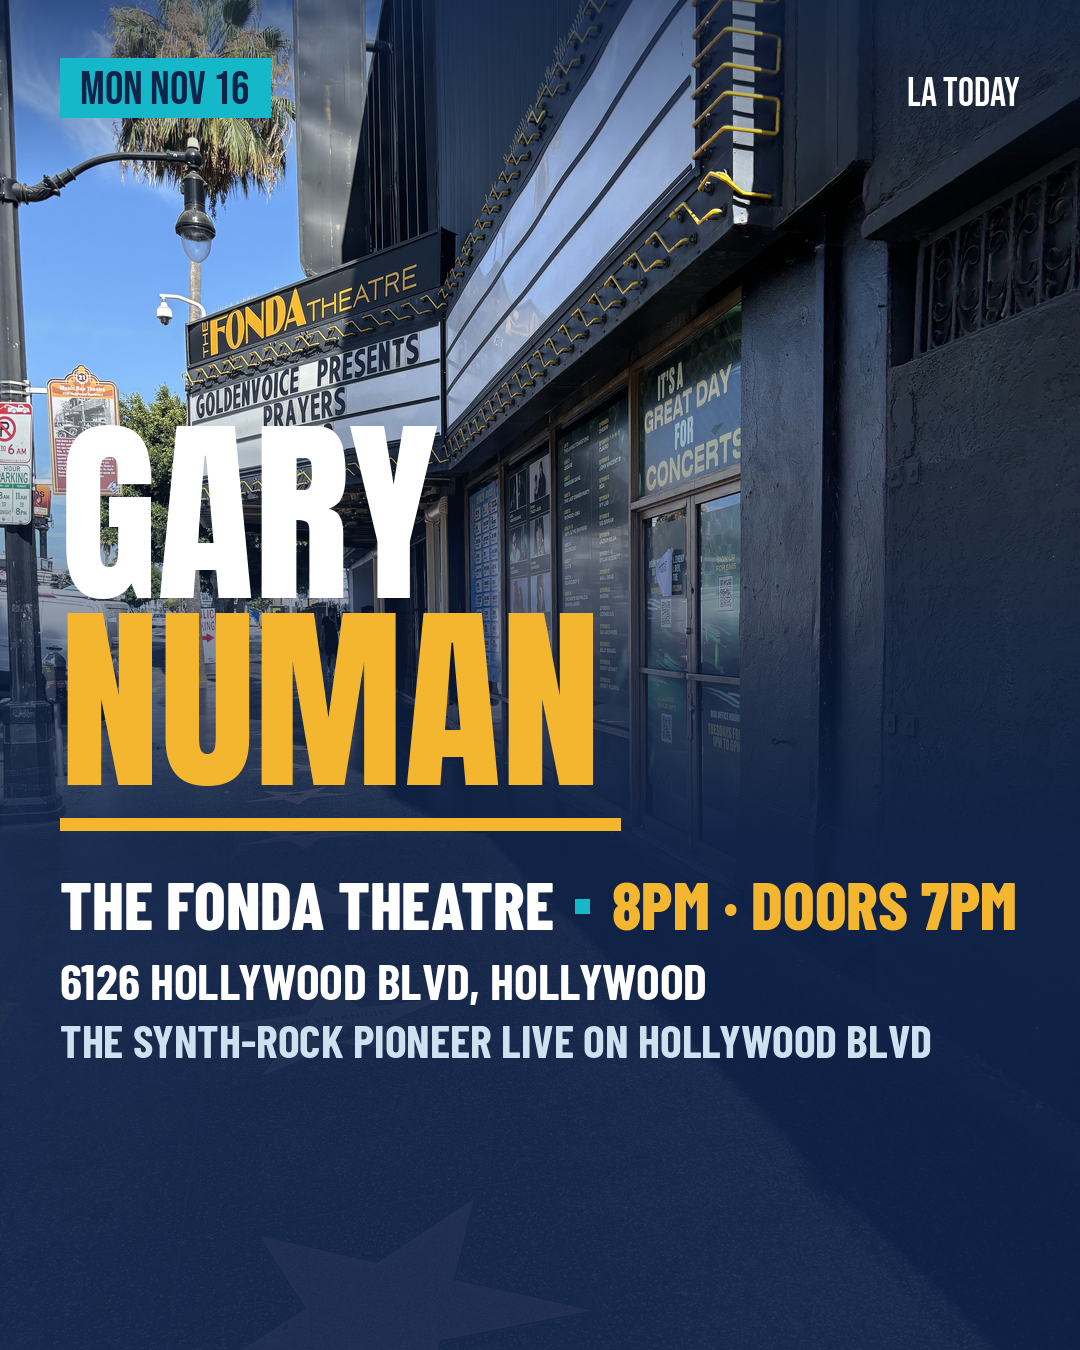 MON NOV 16
LA TODAY
THE FONDA THEATRE
GOLDENVOICE PRESENTS
PRAYERS
IT'S A
GREAT DAY
FOR
CONCERTS
GARY
NUMAN
THE FONDA THEATRE ▪ 8PM · DOORS 7PM
6126 HOLLYWOOD BLVD, HOLLYWOOD
THE SYNTH-ROCK PIONEER LIVE ON HOLLYWOOD BLVD